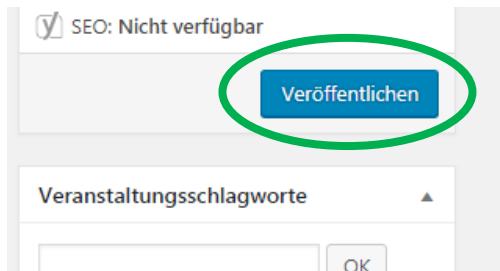 SEO: Nicht verfügbar
Veröffentlichen
Veranstaltungsschlagworte
OK